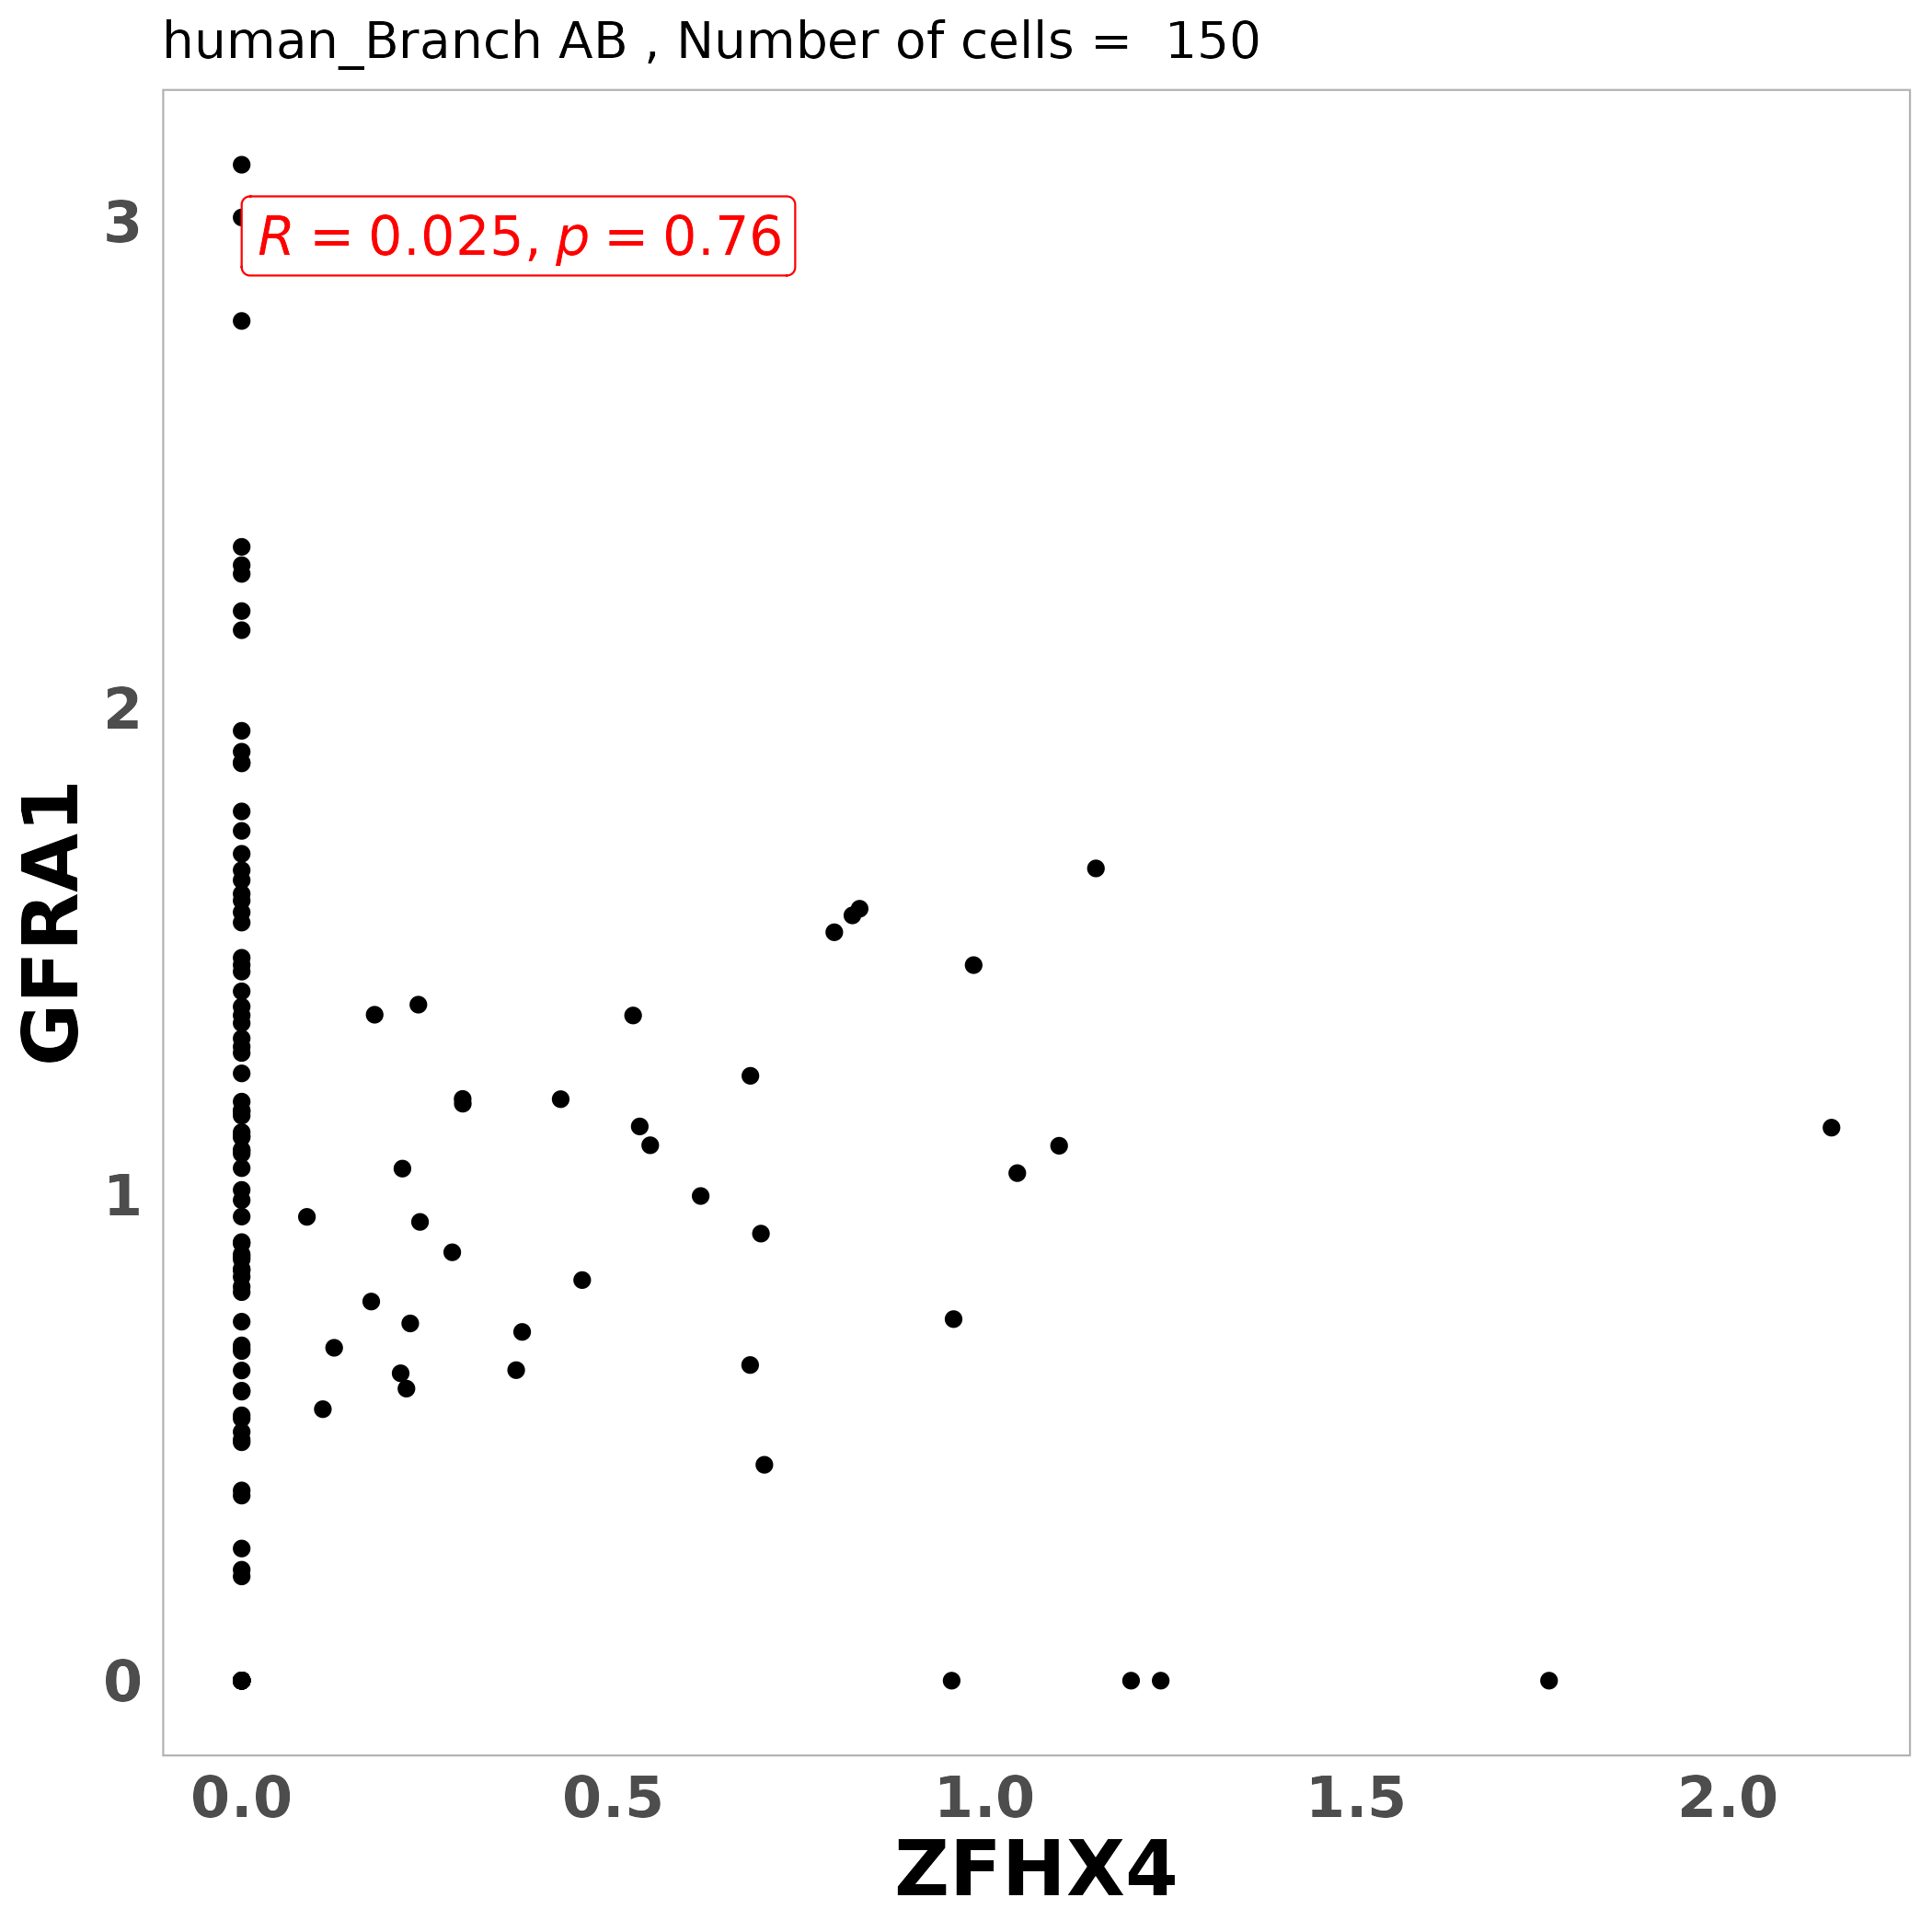 human_Branch AB , Number of cells =  150
R = 0.025, p = 0.76
3
2
1
0
GFRA1
0.0 0.5 1.0 1.5 2.0
ZFHX4